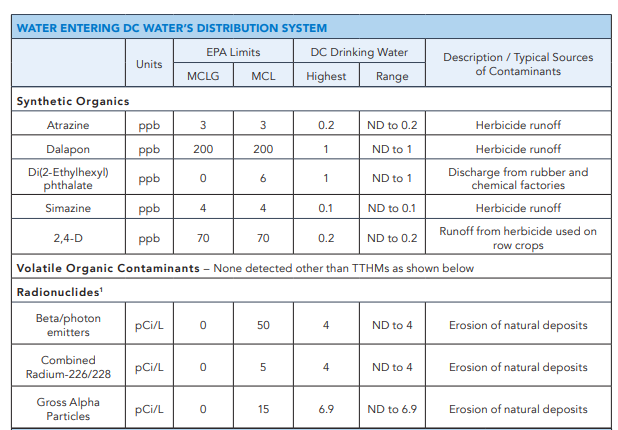 WATER ENTERING DC WATER'S DISTRIBUTION SYSTEM
Units EPA Limits DC Drinking Water Description / Typical Sources of Contaminants
MCLG MCL Highest Range
Synthetic Organics
Atrazine ppb 3 3 0.2 ND to 0.2 Herbicide runoff
Dalapon ppb 200 200 1 ND to 1 Herbicide runoff
Di(2-Ethylhexyl) phthalate ppb 0 6 1 ND to 1 Discharge from rubber and chemical factories
Simazine ppb 4 4 0.1 ND to 0.1 Herbicide runoff
2,4-D ppb 70 70 0.2 ND to 0.2 Runoff from herbicide used on row crops
Volatile Organic Contaminants – None detected other than TTHMs as shown below
Radionuclides¹
Beta/photon emitters pCi/L 0 50 4 ND to 4 Erosion of natural deposits
Combined Radium-226/228 pCi/L 0 5 4 ND to 4 Erosion of natural deposits
Gross Alpha Particles pCi/L 0 15 6.9 ND to 6.9 Erosion of natural deposits